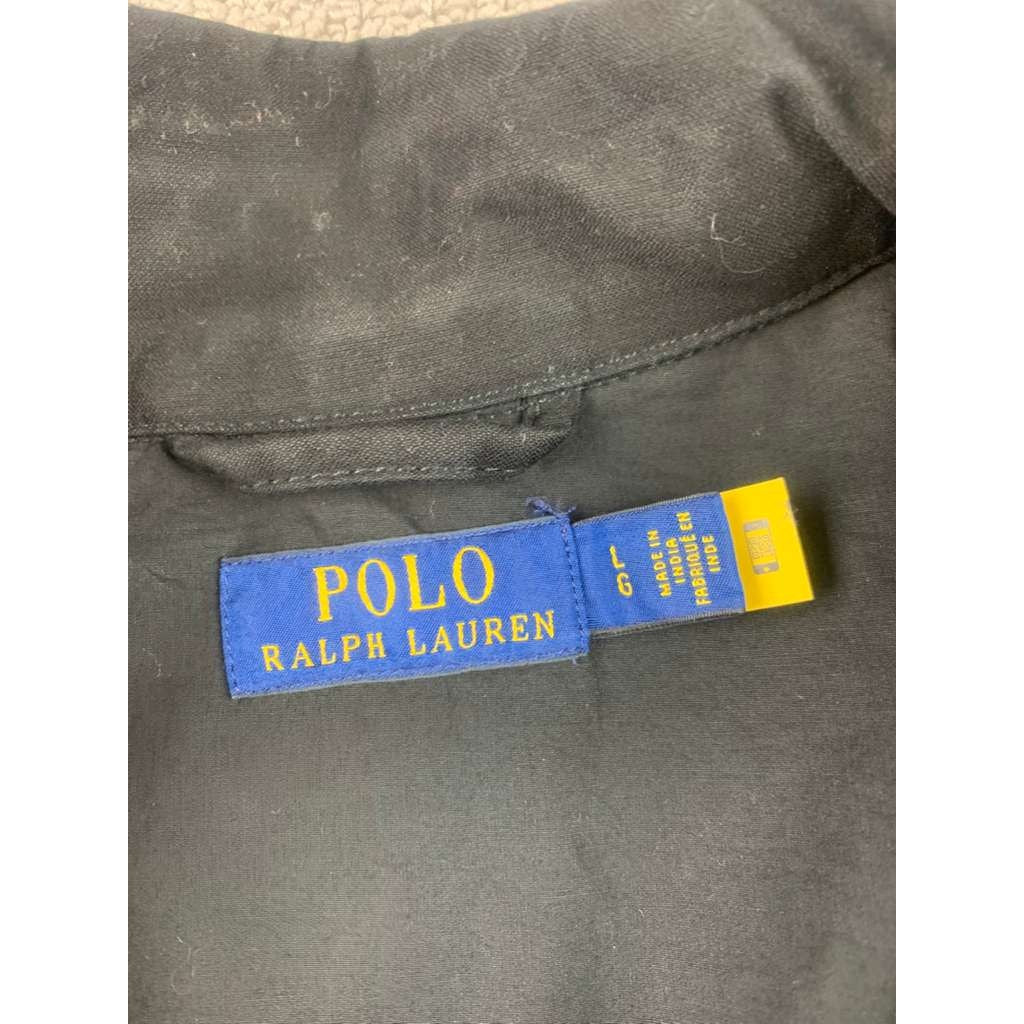 POLO
RALPH LAUREN
MADE IN
INDIA
FABRIQUÉ EN
INDE